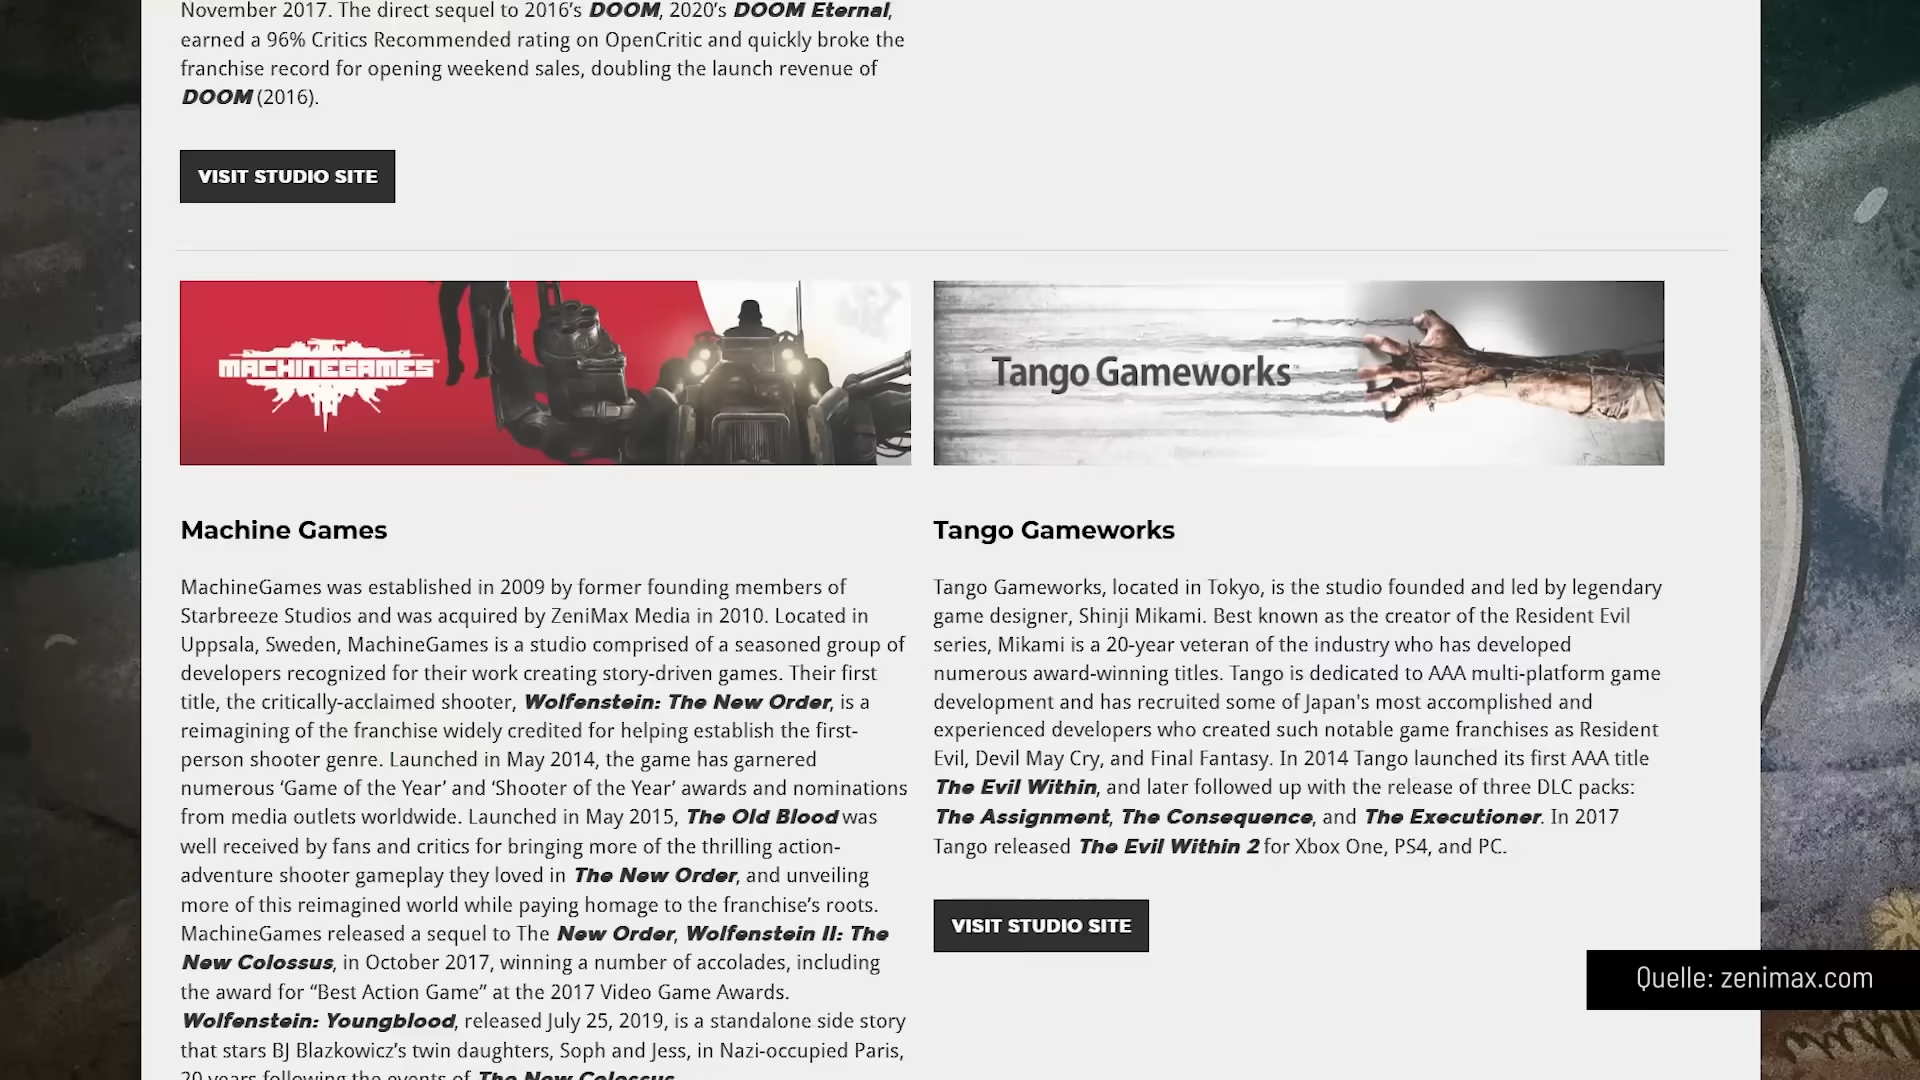 November 2017. The direct sequel to 2016's DOOM, 2020's DOOM Eternal,
earned a 96% Critics Recommended rating on OpenCritic and quickly broke the
franchise record for opening weekend sales, doubling the launch revenue of
DOOM (2016).
VISIT STUDIO SITE
MACHINEGAMES™
Tango Gameworks™
Machine Games
MachineGames was established in 2009 by former founding members of
Starbreeze Studios and was acquired by ZeniMax Media in 2010. Located in
Uppsala, Sweden, MachineGames is a studio comprised of a seasoned group of
developers recognized for their work creating story-driven games. Their first
title, the critically-acclaimed shooter, Wolfenstein: The New Order, is a
reimagining of the franchise widely credited for helping establish the first-
person shooter genre. Launched in May 2014, the game has garnered
numerous ‘Game of the Year’ and ‘Shooter of the Year’ awards and nominations
from media outlets worldwide. Launched in May 2015, The Old Blood was
well received by fans and critics for bringing more of the thrilling action-
adventure shooter gameplay they loved in The New Order, and unveiling
more of this reimagined world while paying homage to the franchise’s roots.
MachineGames released a sequel to The New Order, Wolfenstein II: The
New Colossus, in October 2017, winning a number of accolades, including
the award for “Best Action Game” at the 2017 Video Game Awards.
Wolfenstein: Youngblood, released July 25, 2019, is a standalone side story
that stars BJ Blazkowicz’s twin daughters, Soph and Jess, in Nazi-occupied Paris,
20 years following the events of The New Colossus.
Tango Gameworks
Tango Gameworks, located in Tokyo, is the studio founded and led by legendary
game designer, Shinji Mikami. Best known as the creator of the Resident Evil
series, Mikami is a 20-year veteran of the industry who has developed
numerous award-winning titles. Tango is dedicated to AAA multi-platform game
development and has recruited some of Japan's most accomplished and
experienced developers who created such notable game franchises as Resident
Evil, Devil May Cry, and Final Fantasy. In 2014 Tango launched its first AAA title
The Evil Within, and later followed up with the release of three DLC packs:
The Assignment, The Consequence, and The Executioner. In 2017
Tango released The Evil Within 2 for Xbox One, PS4, and PC.
VISIT STUDIO SITE
Quelle: zenimax.com